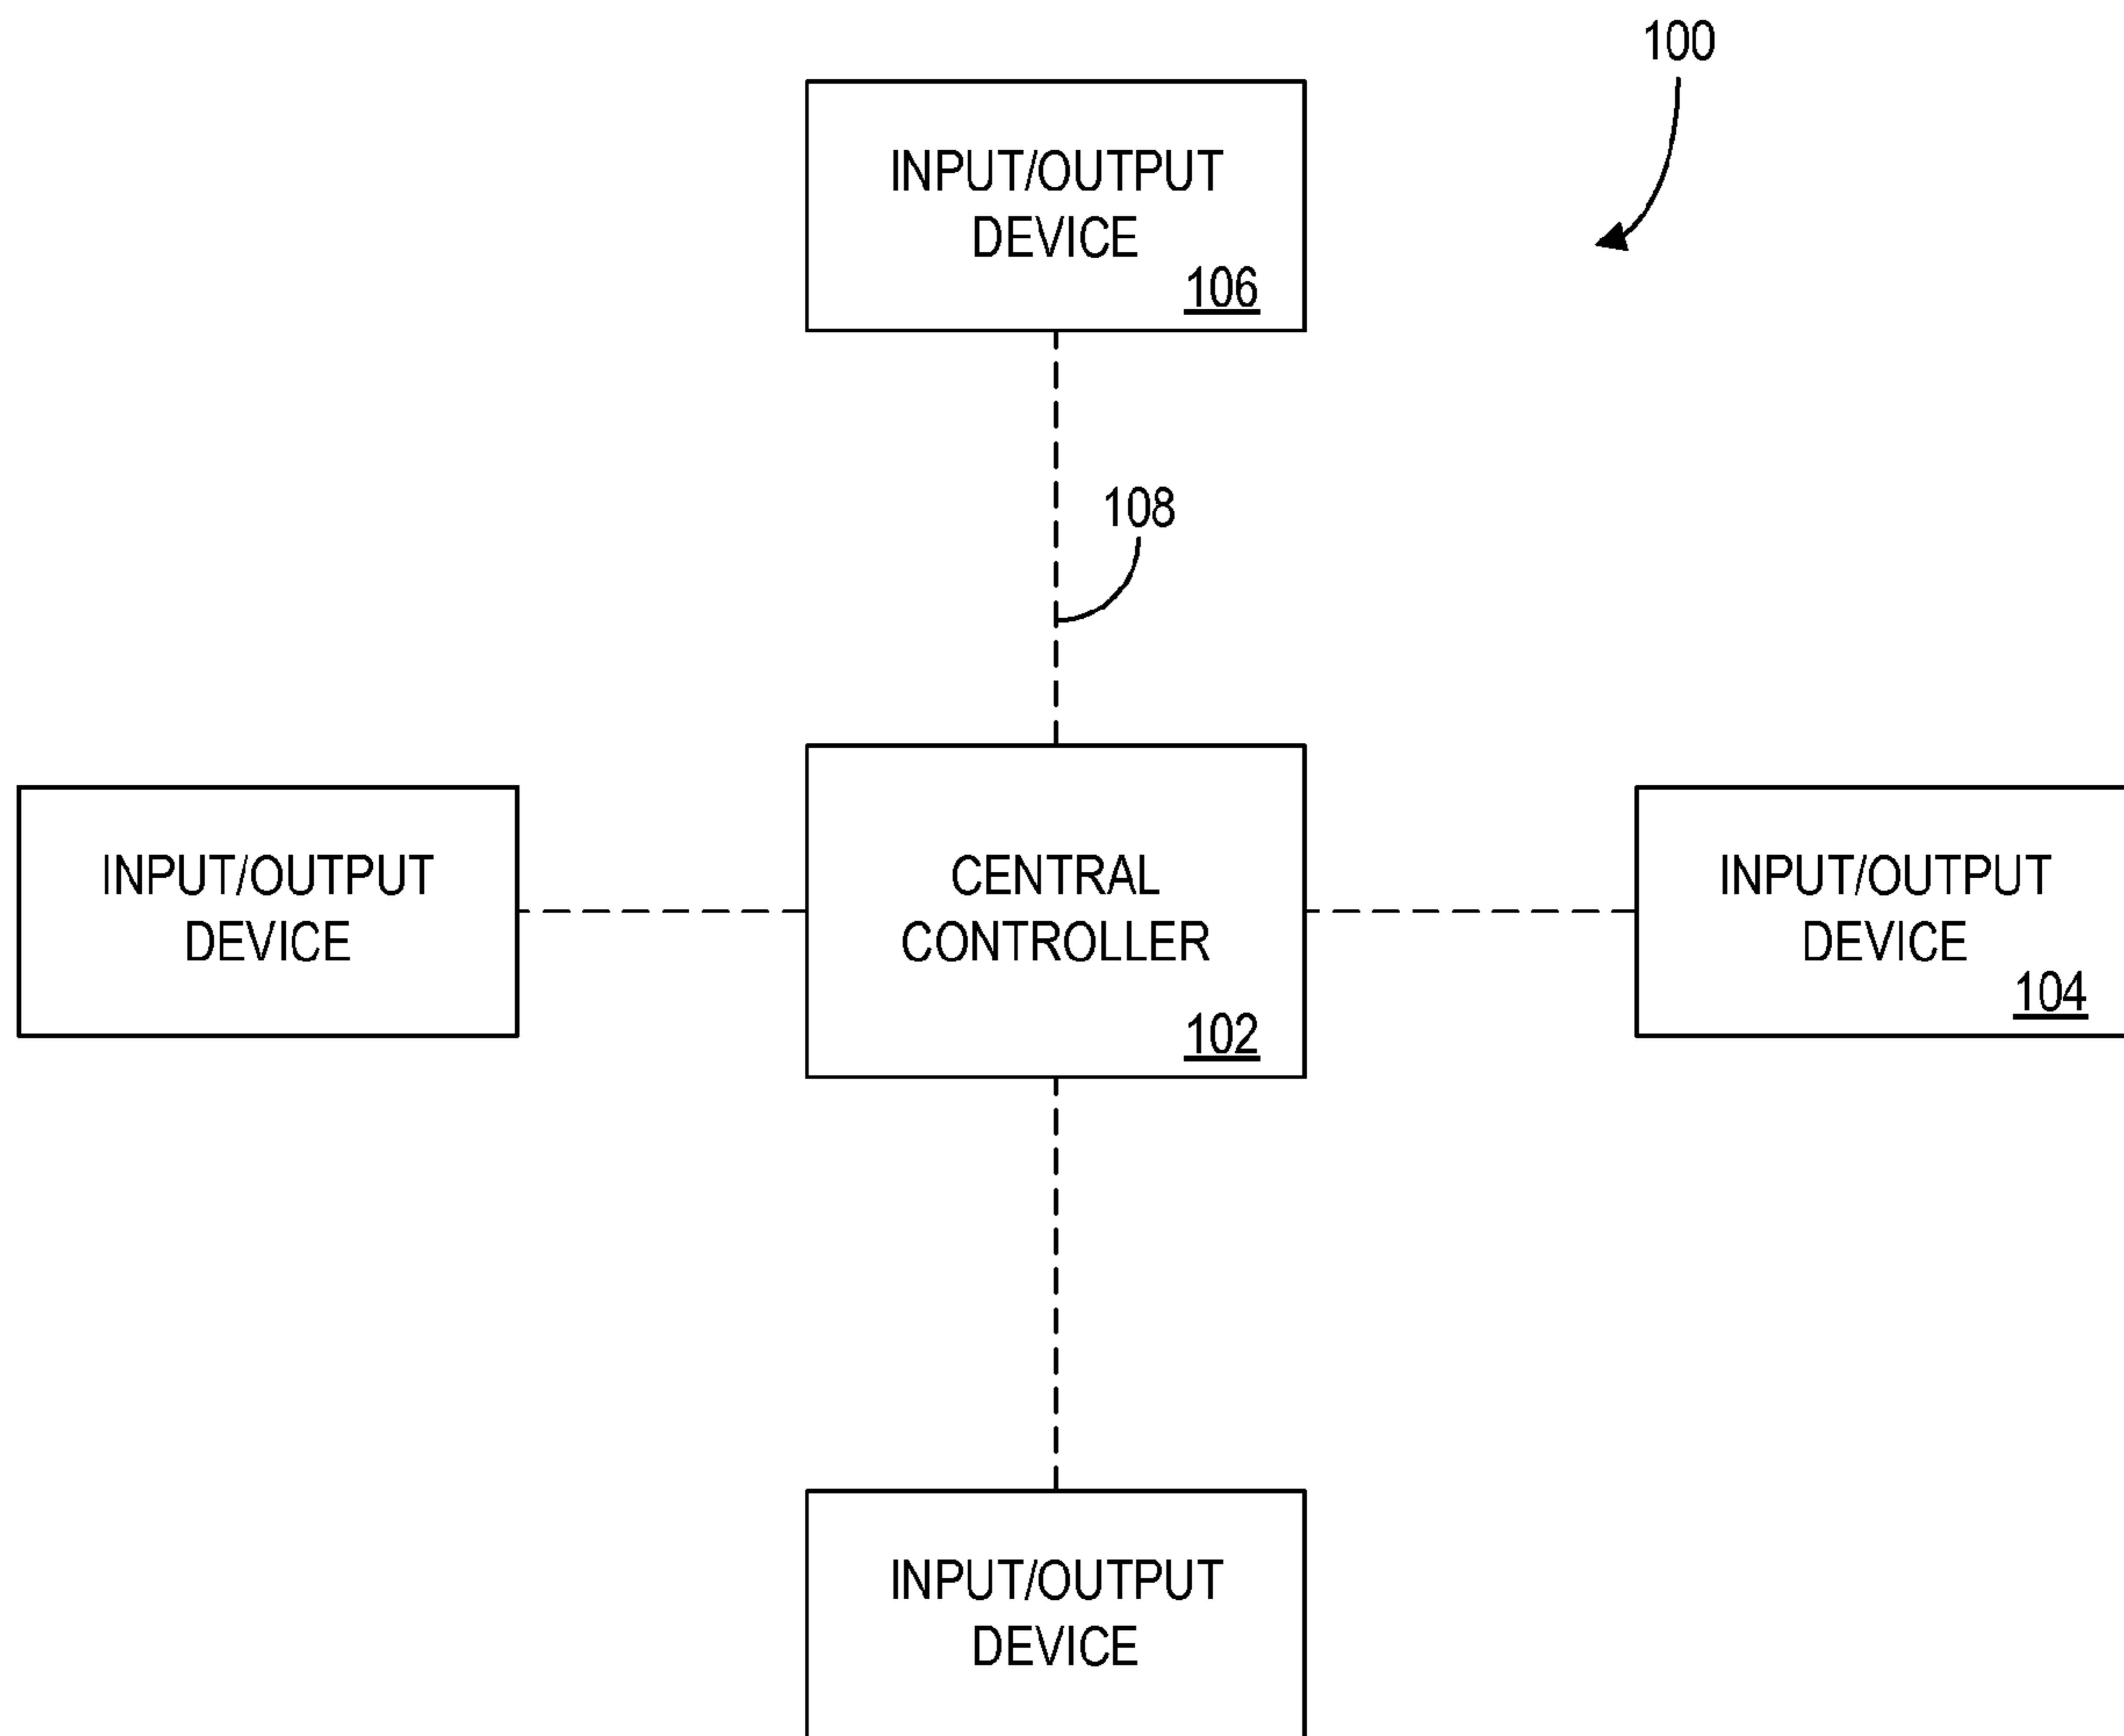 100
INPUT/OUTPUT
DEVICE
106
108
INPUT/OUTPUT
DEVICE
CENTRAL
CONTROLLER
102
INPUT/OUTPUT
DEVICE
104
INPUT/OUTPUT
DEVICE